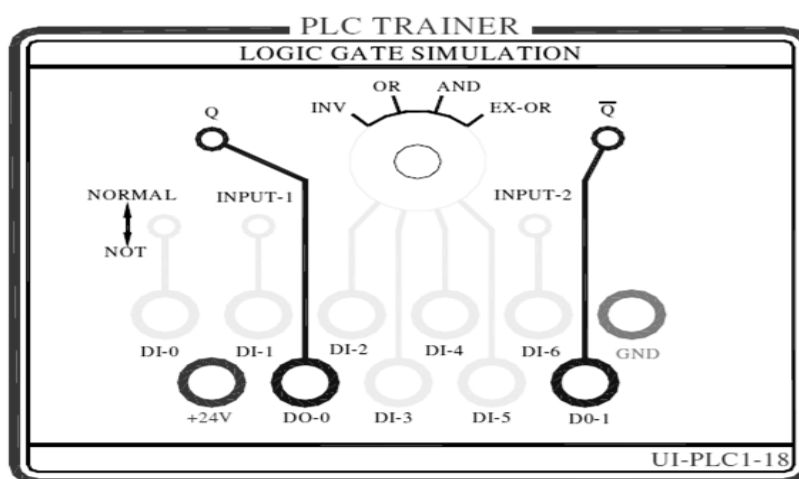 PLC TRAINER
LOGIC GATE SIMULATION
OR AND
INV EX-OR
Q Q̅
NORMAL INPUT-1 INPUT-2
NOT
DI-0 DI-1 DI-2 DI-4 DI-6 GND
+24V DO-0 DI-3 DI-5 D0-1
UI-PLC1-18